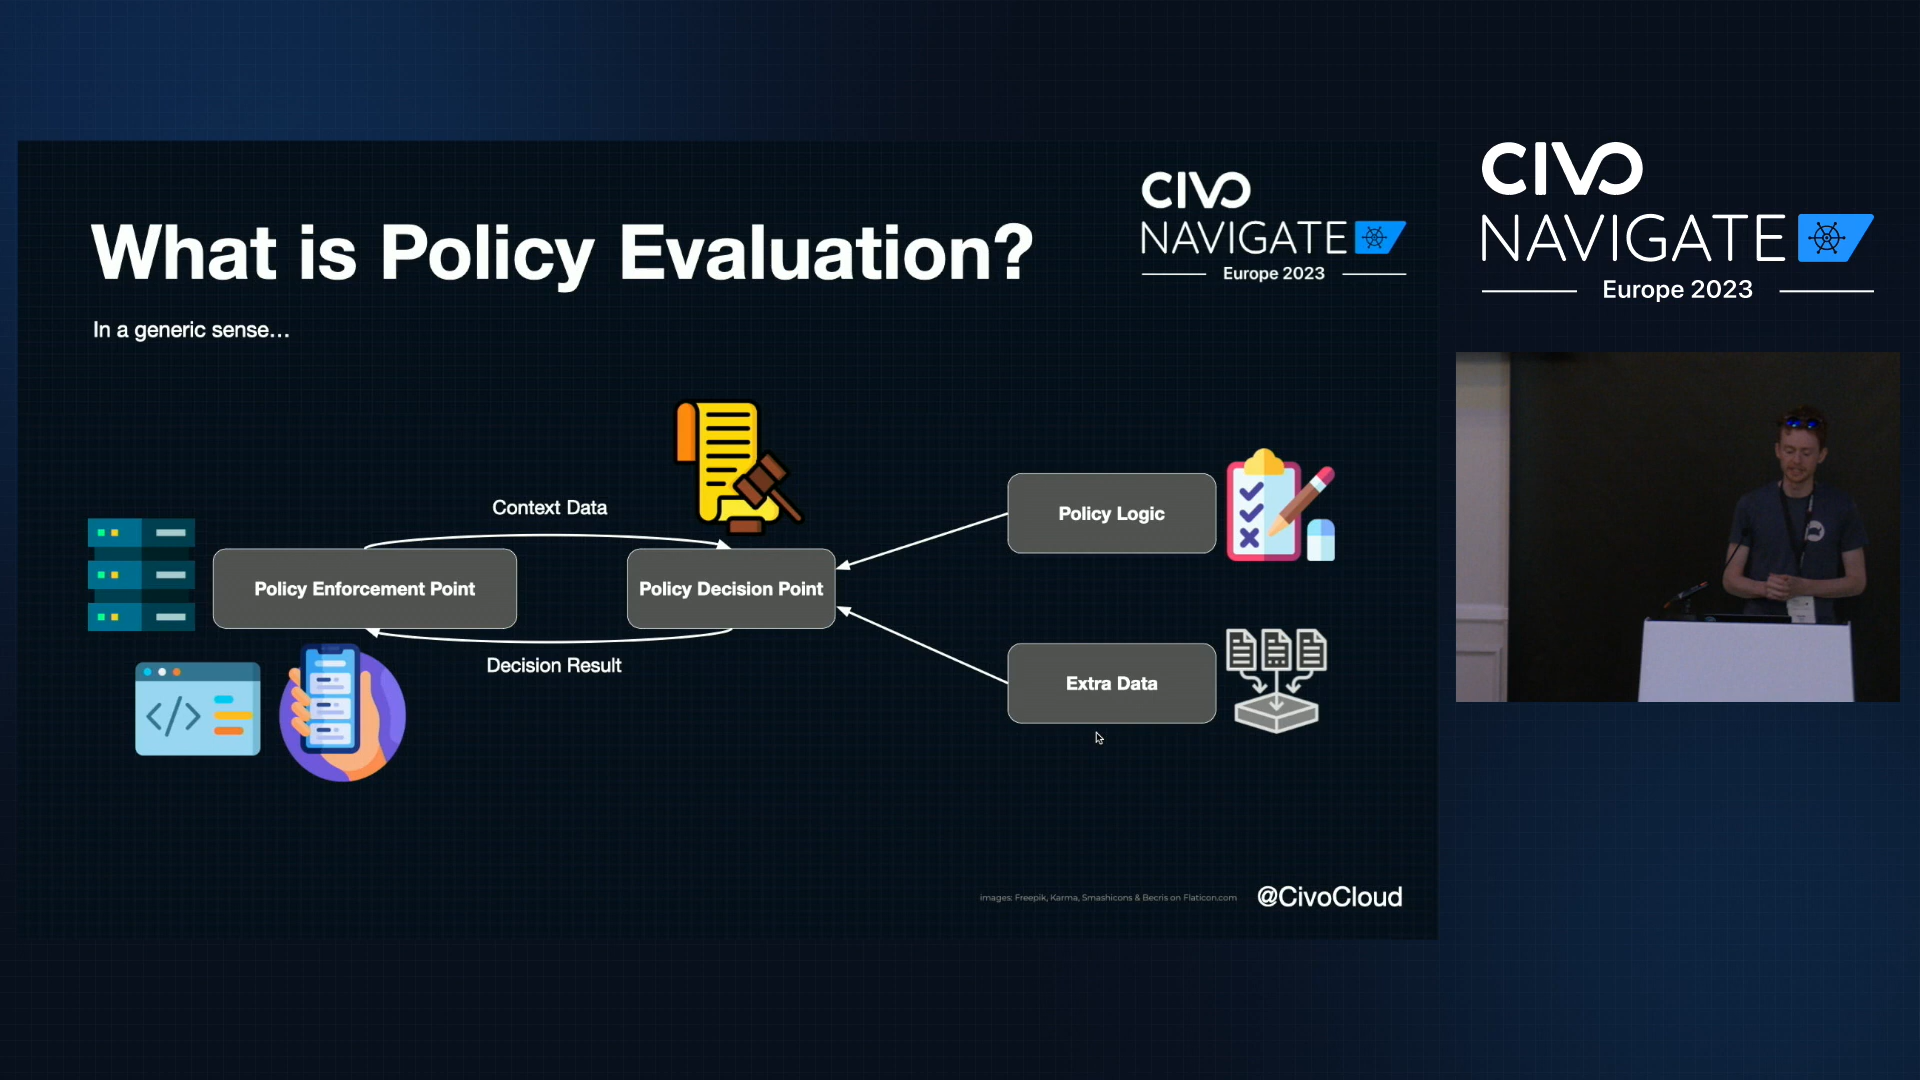 What is Policy Evaluation?
In a generic sense...
CIVO
NAVIGATE
Europe 2023
CIVO
NAVIGATE
Europe 2023
Context Data
Policy Enforcement Point
Policy Decision Point
Decision Result
Policy Logic
Extra Data
images: Freepik, Karma, Smashicons & Becris on Flaticon.com
@CivoCloud